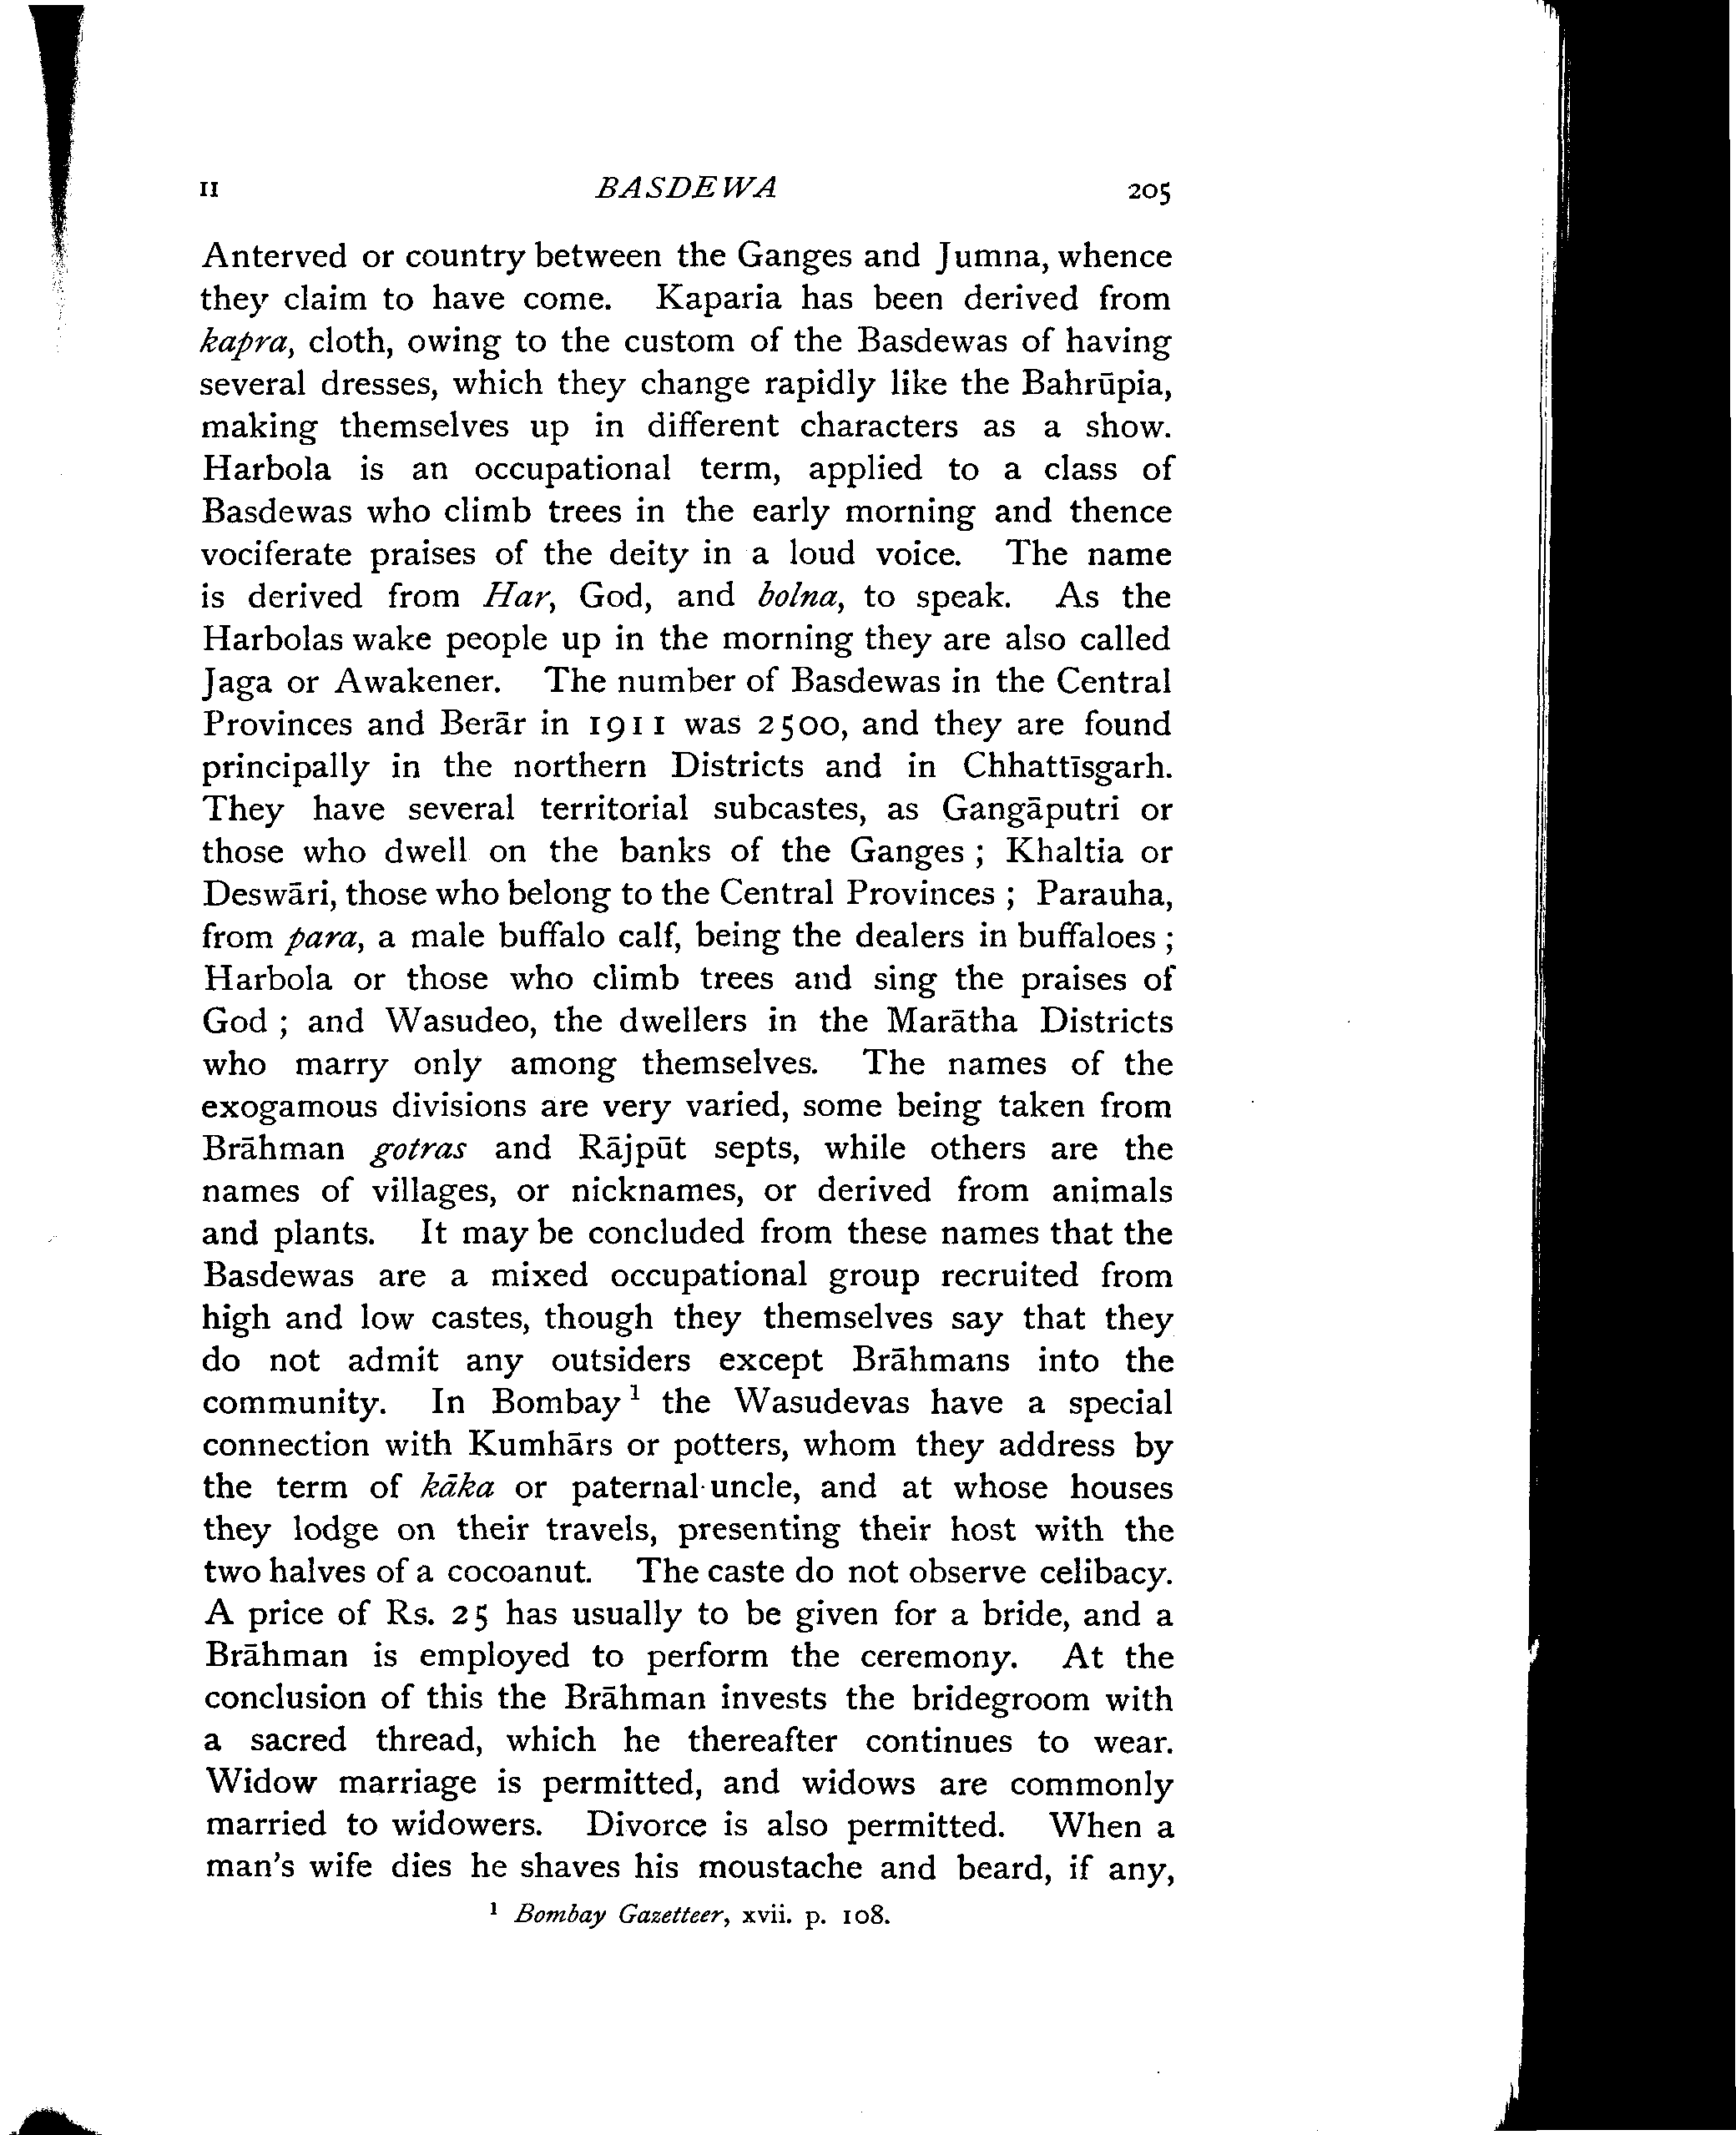 II BASDEWA 205
Anterved or country between the Ganges and Jumna, whence
they claim to have come. Kaparia has been derived from
kapra, cloth, owing to the custom of the Basdewas of having
several dresses, which they change rapidly like the Bahrūpia,
making themselves up in different characters as a show.
Harbola is an occupational term, applied to a class of
Basdewas who climb trees in the early morning and thence
vociferate praises of the deity in a loud voice. The name
is derived from Har, God, and bolna, to speak. As the
Harbolas wake people up in the morning they are also called
Jaga or Awakener. The number of Basdewas in the Central
Provinces and Berār in 1911 was 2500, and they are found
principally in the northern Districts and in Chhattīsgarh.
They have several territorial subcastes, as Gangāputri or
those who dwell on the banks of the Ganges ; Khaltia or
Deswāri, those who belong to the Central Provinces ; Parauha,
from para, a male buffalo calf, being the dealers in buffaloes ;
Harbola or those who climb trees and sing the praises of
God ; and Wasudeo, the dwellers in the Marātha Districts
who marry only among themselves. The names of the
exogamous divisions are very varied, some being taken from
Brāhman gotras and Rājpūt septs, while others are the
names of villages, or nicknames, or derived from animals
and plants. It may be concluded from these names that the
Basdewas are a mixed occupational group recruited from
high and low castes, though they themselves say that they
do not admit any outsiders except Brāhmans into the
community. In Bombay ¹ the Wasudevas have a special
connection with Kumhārs or potters, whom they address by
the term of kāka or paternal uncle, and at whose houses
they lodge on their travels, presenting their host with the
two halves of a cocoanut. The caste do not observe celibacy.
A price of Rs. 25 has usually to be given for a bride, and a
Brāhman is employed to perform the ceremony. At the
conclusion of this the Brāhman invests the bridegroom with
a sacred thread, which he thereafter continues to wear.
Widow marriage is permitted, and widows are commonly
married to widowers. Divorce is also permitted. When a
man's wife dies he shaves his moustache and beard, if any,
¹ Bombay Gazetteer, xvii. p. 108.